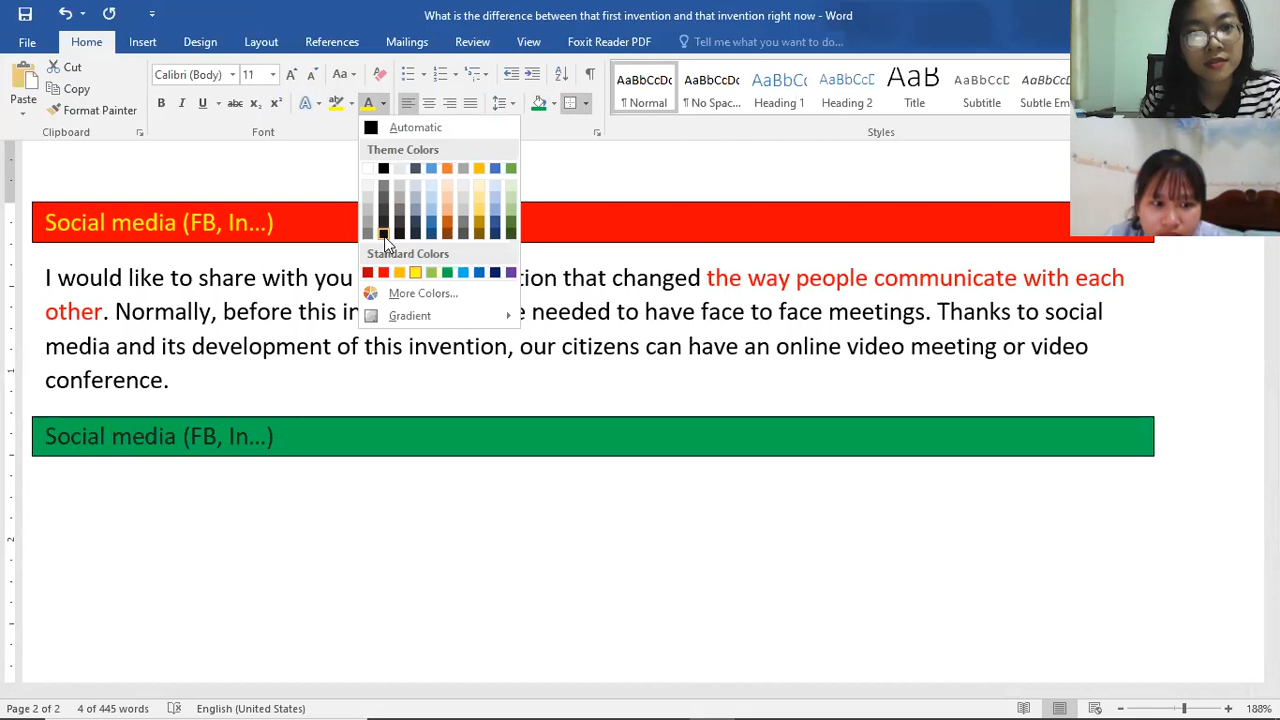 What is the difference between that first invention and that invention right now - Word
File Home Insert Design Layout References Mailings Review View Foxit Reader PDF Tell me what you want to do...
Paste Cut Copy Format Painter
Clipboard
Calibri (Body) 11 Aa
B I U abc X₂ X² A A
Font
AaBbCcDc AaBbCcDc AaBbCc AaBbCcD AaB AaBbCcDc AaBbCcD
¶ Normal ¶ No Spac... Heading 1 Heading 2 Title Subtitle Subtle Em
Styles
Automatic
Theme Colors
Standard Colors
More Colors...
Gradient
Social media (FB, In...)
I would like to share with you tion that changed the way people communicate with each
other. Normally, before this in e needed to have face to face meetings. Thanks to social
media and its development of this invention, our citizens can have an online video meeting or video
conference.
Social media (FB, In...)
Page 2 of 2 4 of 445 words English (United States) 188%